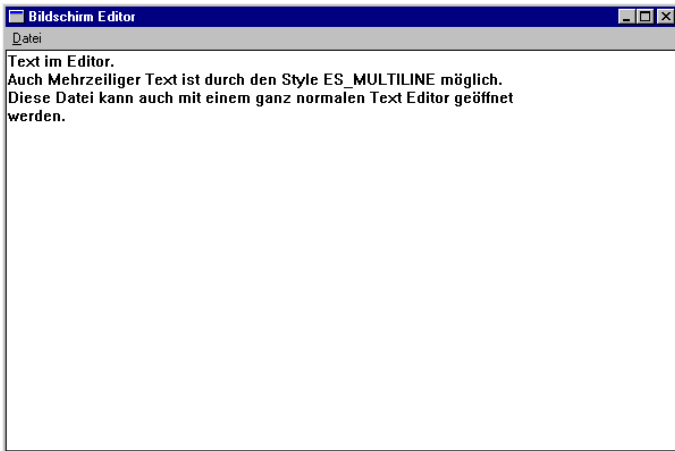 Bildschirm Editor
Datei
Text im Editor.
Auch Mehrzeiliger Text ist durch den Style ES_MULTILINE möglich.
Diese Datei kann auch mit einem ganz normalen Text Editor geöffnet
werden.